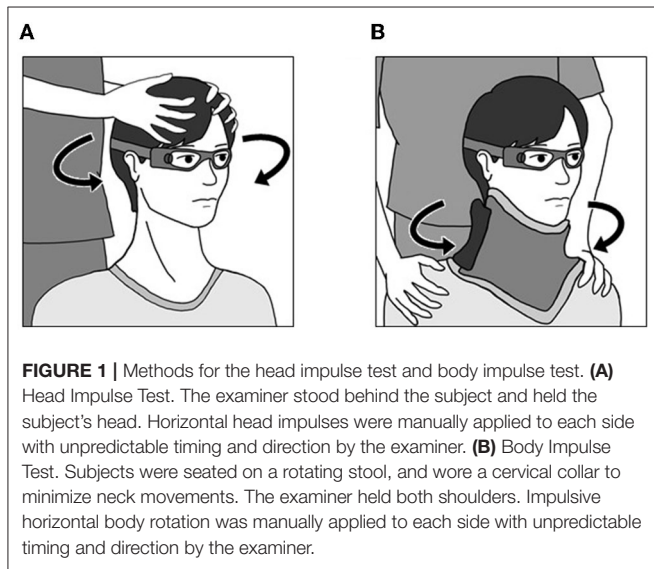 A
B
FIGURE 1 | Methods for the head impulse test and body impulse test. (A)
Head Impulse Test. The examiner stood behind the subject and held the
subject's head. Horizontal head impulses were manually applied to each side
with unpredictable timing and direction by the examiner. (B) Body Impulse
Test. Subjects were seated on a rotating stool, and wore a cervical collar to
minimize neck movements. The examiner held both shoulders. Impulsive
horizontal body rotation was manually applied to each side with unpredictable
timing and direction by the examiner.